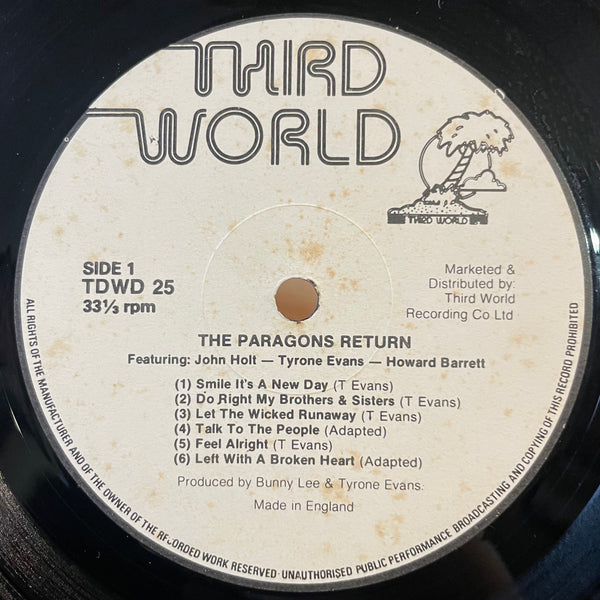 THIRD
WORLD
THIRD WORLD
SIDE 1
TDWD 25
33⅓ rpm
Marketed &
Distributed by:
Third World
Recording Co Ltd
THE PARAGONS RETURN
Featuring: John Holt — Tyrone Evans — Howard Barrett
(1) Smile It's A New Day (T Evans)
(2) Do Right My Brothers & Sisters (T Evans)
(3) Let The Wicked Runaway (T Evans)
(4) Talk To The People (Adapted)
(5) Feel Alright (T Evans)
(6) Left With A Broken Heart (Adapted)
Produced by Bunny Lee & Tyrone Evans.
Made in England
ALL RIGHTS OF THE MANUFACTURER AND OF THE OWNER OF THE RECORDED WORK RESERVED · UNAUTHORISED PUBLIC PERFORMANCE BROADCASTING AND COPYING OF THIS RECORD PROHIBITED